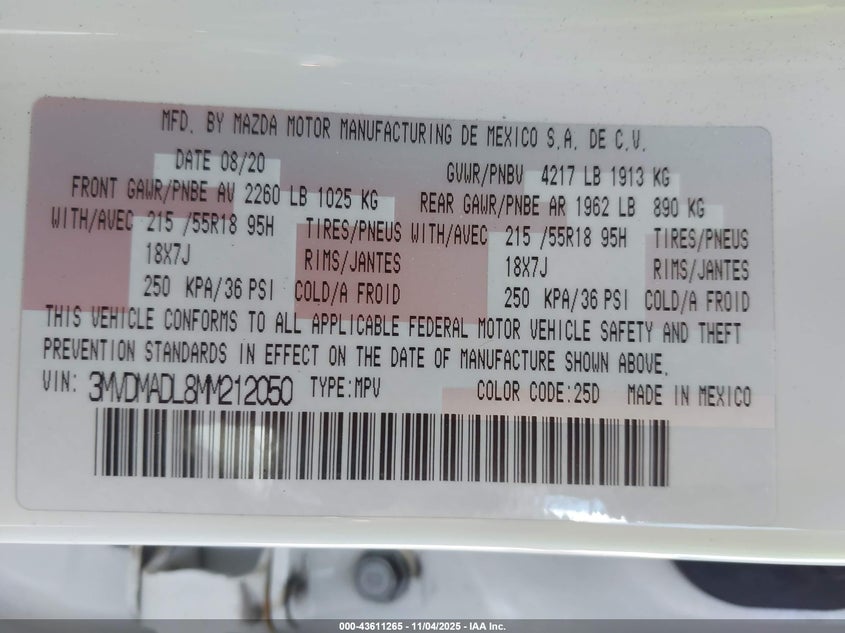 MFD. BY MAZDA MOTOR MANUFACTURING DE MEXICO S.A. DE C.V.
DATE 08/20 GVWR/PNBV 4217 LB 1913 KG
FRONT GAWR/PNBE AV 2260 LB 1025 KG REAR GAWR/PNBE AR 1962 LB 890 KG
WITH/AVEC 215 /55R18 95H TIRES/PNEUS WITH/AVEC 215 /55R18 95H TIRES/PNEUS
18X7J RIMS/JANTES 18X7J RIMS/JANTES
250 KPA/36 PSI COLD/A FROID 250 KPA/36 PSI COLD/A FROID
THIS VEHICLE CONFORMS TO ALL APPLICABLE FEDERAL MOTOR VEHICLE SAFETY AND THEFT
PREVENTION STANDARDS IN EFFECT ON THE DATE OF MANUFACTURE SHOWN ABOVE.
VIN: 3MVDMADL8MM212050 TYPE:MPV COLOR CODE:25D MADE IN MEXICO
000-43611265 - 11/04/2025 - IAA Inc.